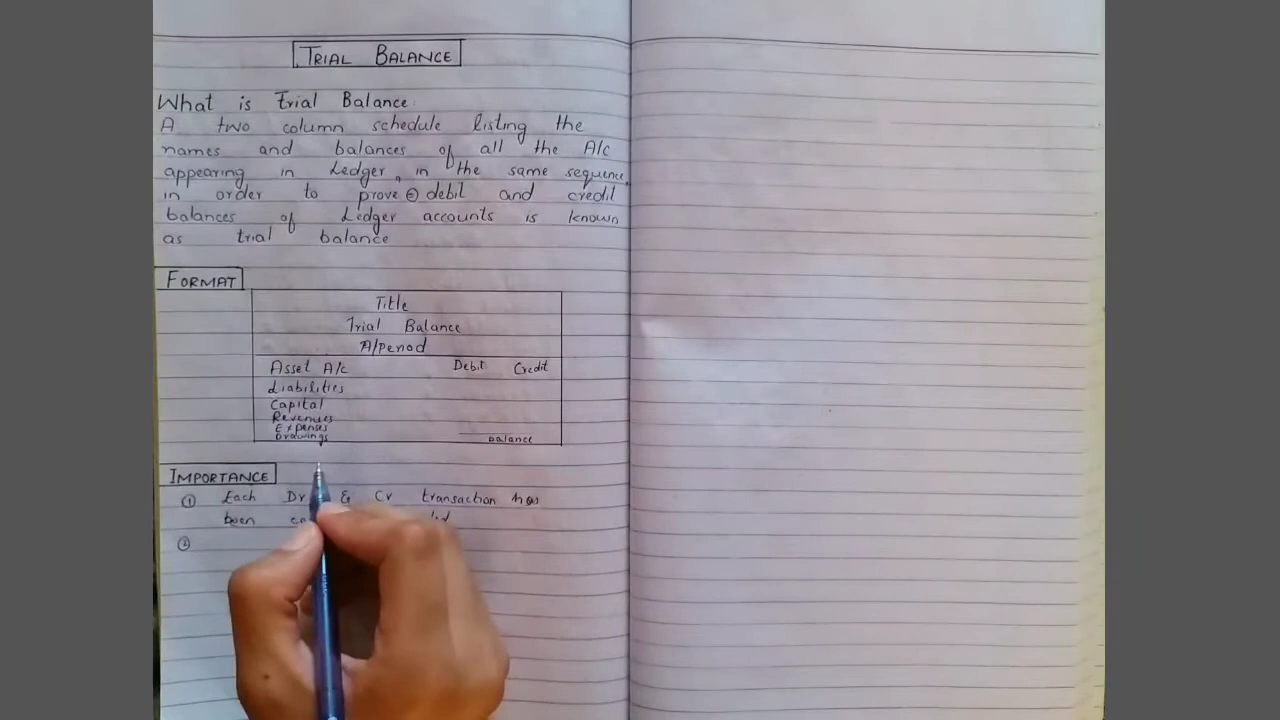 TRIAL BALANCE
What is Trial Balance.
A two column schedule listing the
names and balances of all the A/c
appearing in Ledger, in the same sequence,
in order to prove debit and credit
balances of Ledger accounts is known
as trial balance
FORMAT
Title
Trial Balance
A/Period
Asset A/c Debit Credit
Liabilities
Capital
Revenues
Expenses
Drawings balance
IMPORTANCE
① Each Dr & Cr transaction has
been
②